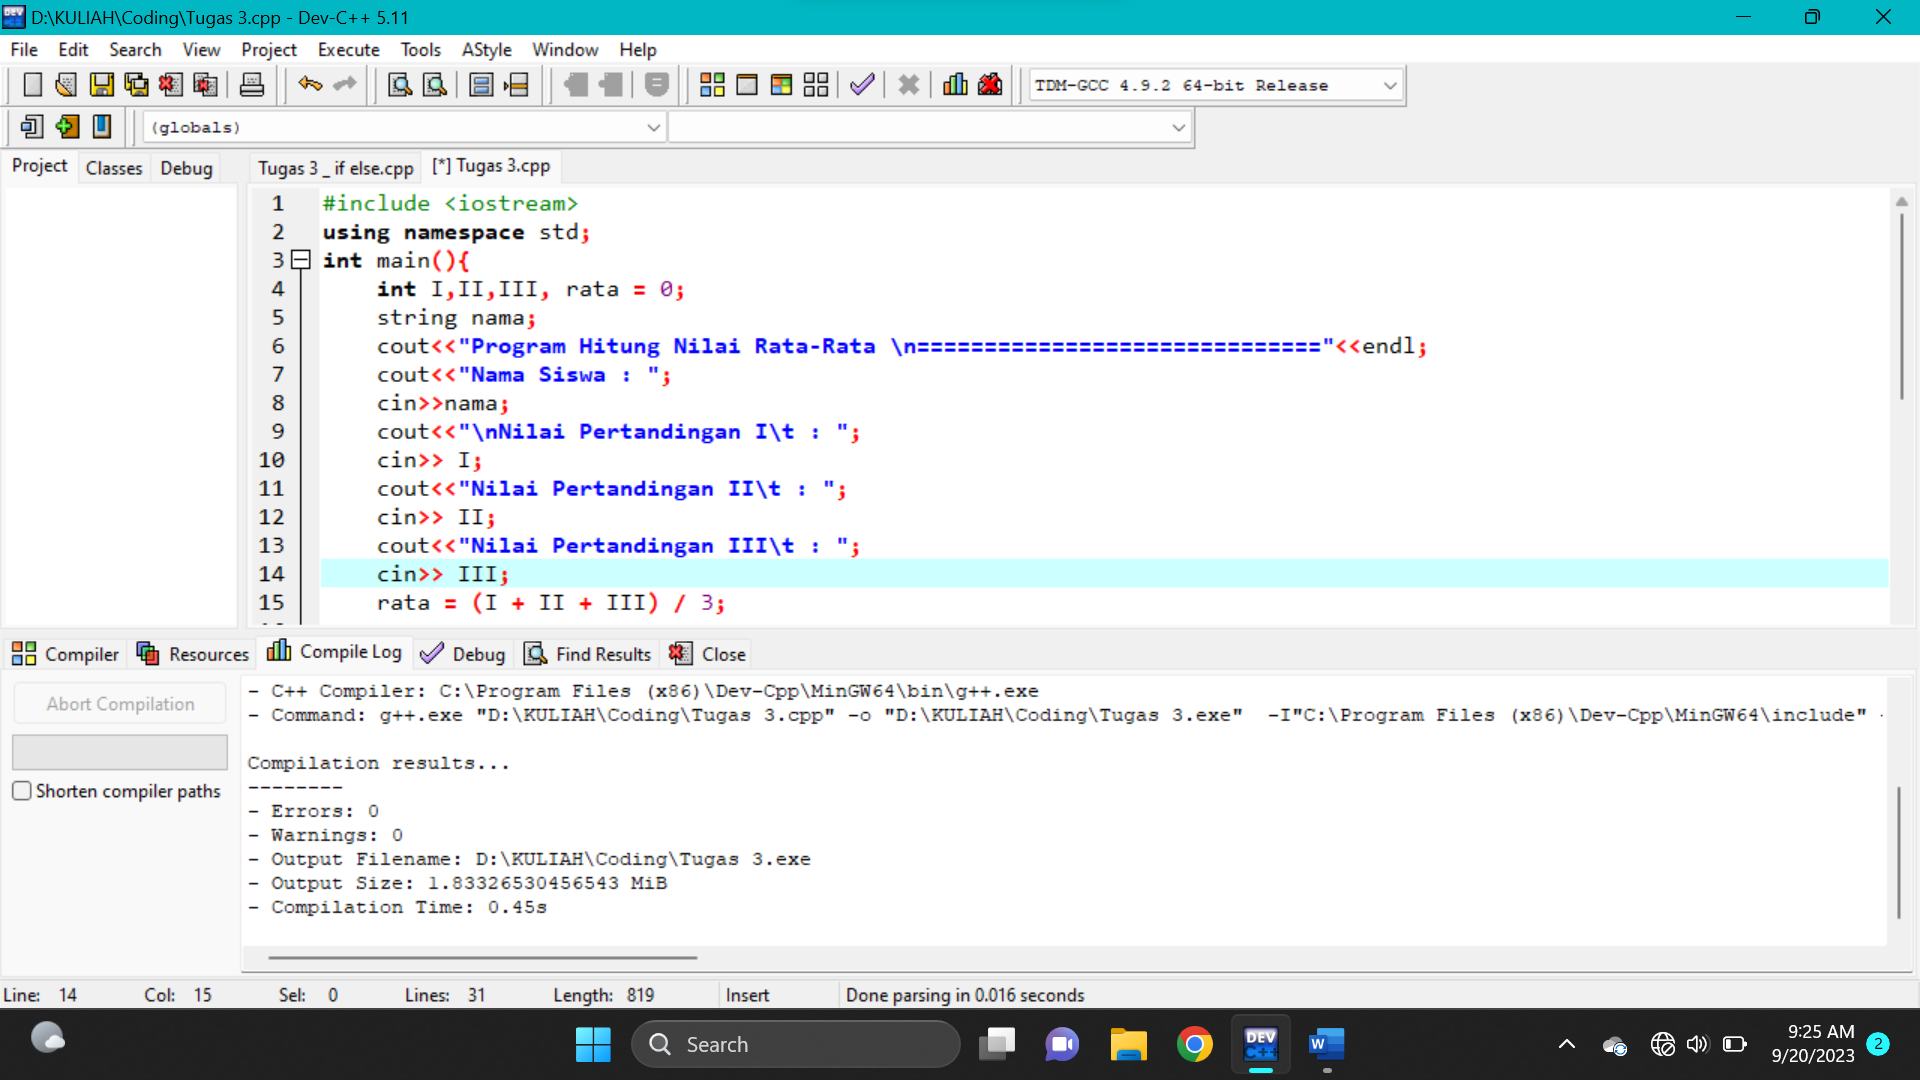 D:\KULIAH\Coding\Tugas 3.cpp - Dev-C++ 5.11
File Edit Search View Project Execute Tools AStyle Window Help
TDM-GCC 4.9.2 64-bit Release
(globals)
Project Classes Debug Tugas 3 _ if else.cpp [*] Tugas 3.cpp
1 #include <iostream>
2 using namespace std;
3 int main(){
4 int I,II,III, rata = 0;
5 string nama;
6 cout<<"Program Hitung Nilai Rata-Rata \n=============================="<<endl;
7 cout<<"Nama Siswa : ";
8 cin>>nama;
9 cout<<"\nNilai Pertandingan I\t : ";
10 cin>> I;
11 cout<<"Nilai Pertandingan II\t : ";
12 cin>> II;
13 cout<<"Nilai Pertandingan III\t : ";
14 cin>> III;
15 rata = (I + II + III) / 3;
Compiler Resources Compile Log Debug Find Results Close
Abort Compilation
Shorten compiler paths
- C++ Compiler: C:\Program Files (x86)\Dev-Cpp\MinGW64\bin\g++.exe
- Command: g++.exe "D:\KULIAH\Coding\Tugas 3.cpp" -o "D:\KULIAH\Coding\Tugas 3.exe" -I"C:\Program Files (x86)\Dev-Cpp\MinGW64\include"
Compilation results...
--------
- Errors: 0
- Warnings: 0
- Output Filename: D:\KULIAH\Coding\Tugas 3.exe
- Output Size: 1.83326530456543 MiB
- Compilation Time: 0.45s
Line: 14 Col: 15 Sel: 0 Lines: 31 Length: 819 Insert Done parsing in 0.016 seconds
Search
DEV C++
W
9:25 AM
9/20/2023
2